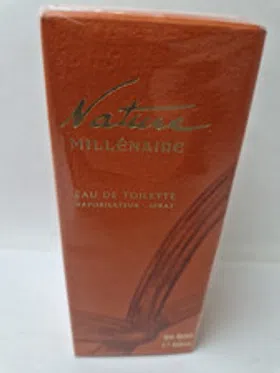 Nature
MILLÉNAIRE
EAU DE TOILETTE
VAPORISATEUR - SPRAY